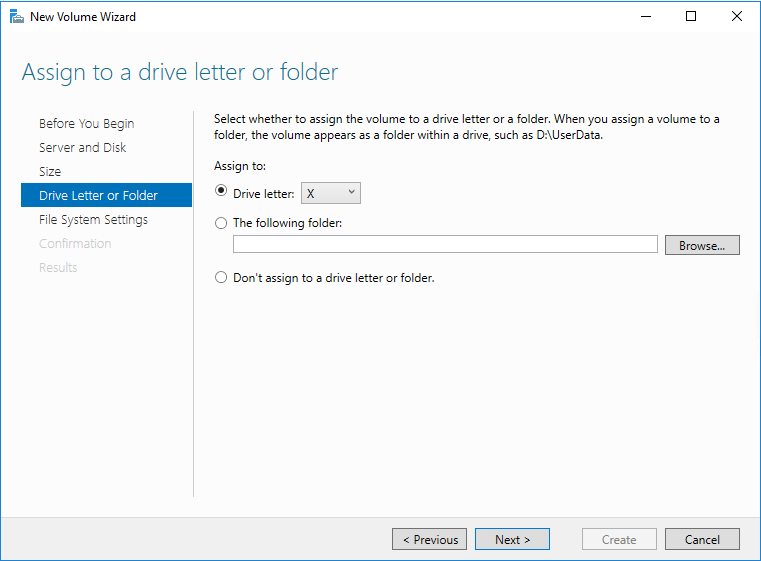 New Volume Wizard
Assign to a drive letter or folder
Before You Begin
Server and Disk
Size
Drive Letter or Folder
File System Settings
Confirmation
Results
Select whether to assign the volume to a drive letter or a folder. When you assign a volume to a
folder, the volume appears as a folder within a drive, such as D:\UserData.
Assign to:
Drive letter: X
The following folder:
Browse...
Don't assign to a drive letter or folder.
< Previous Next > Create Cancel